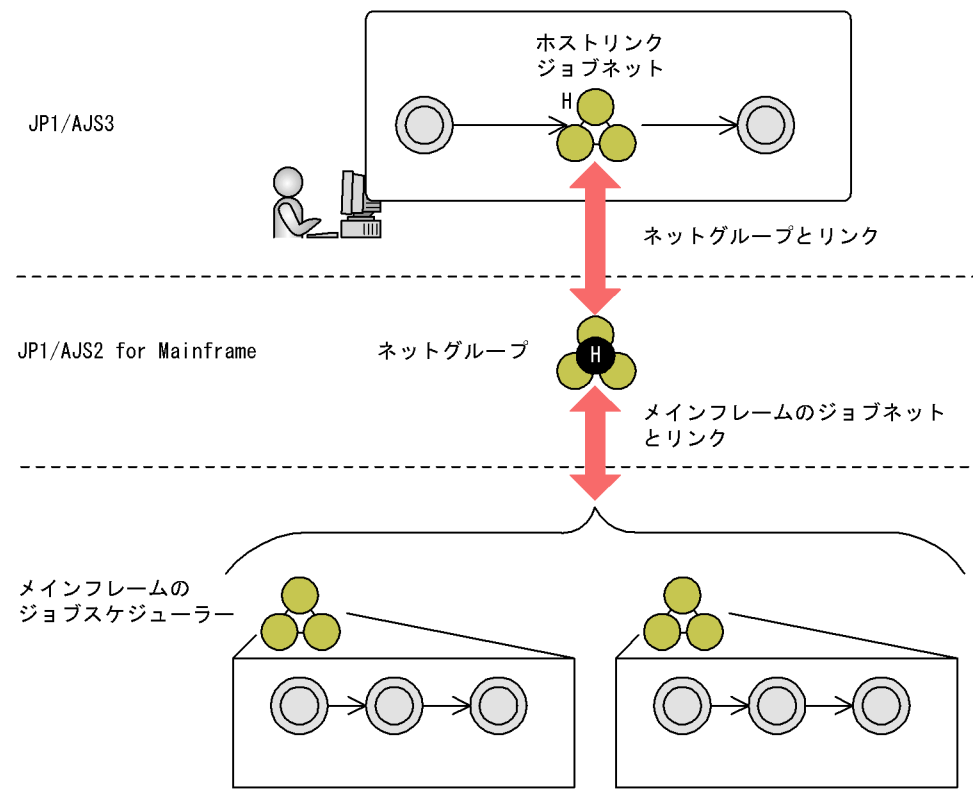 ホストリンク
ジョブネット
H
JP1/AJS3
ネットグループとリンク
JP1/AJS2 for Mainframe
ネットグループ
H
メインフレームのジョブネット
とリンク
メインフレームの
ジョブスケジューラー